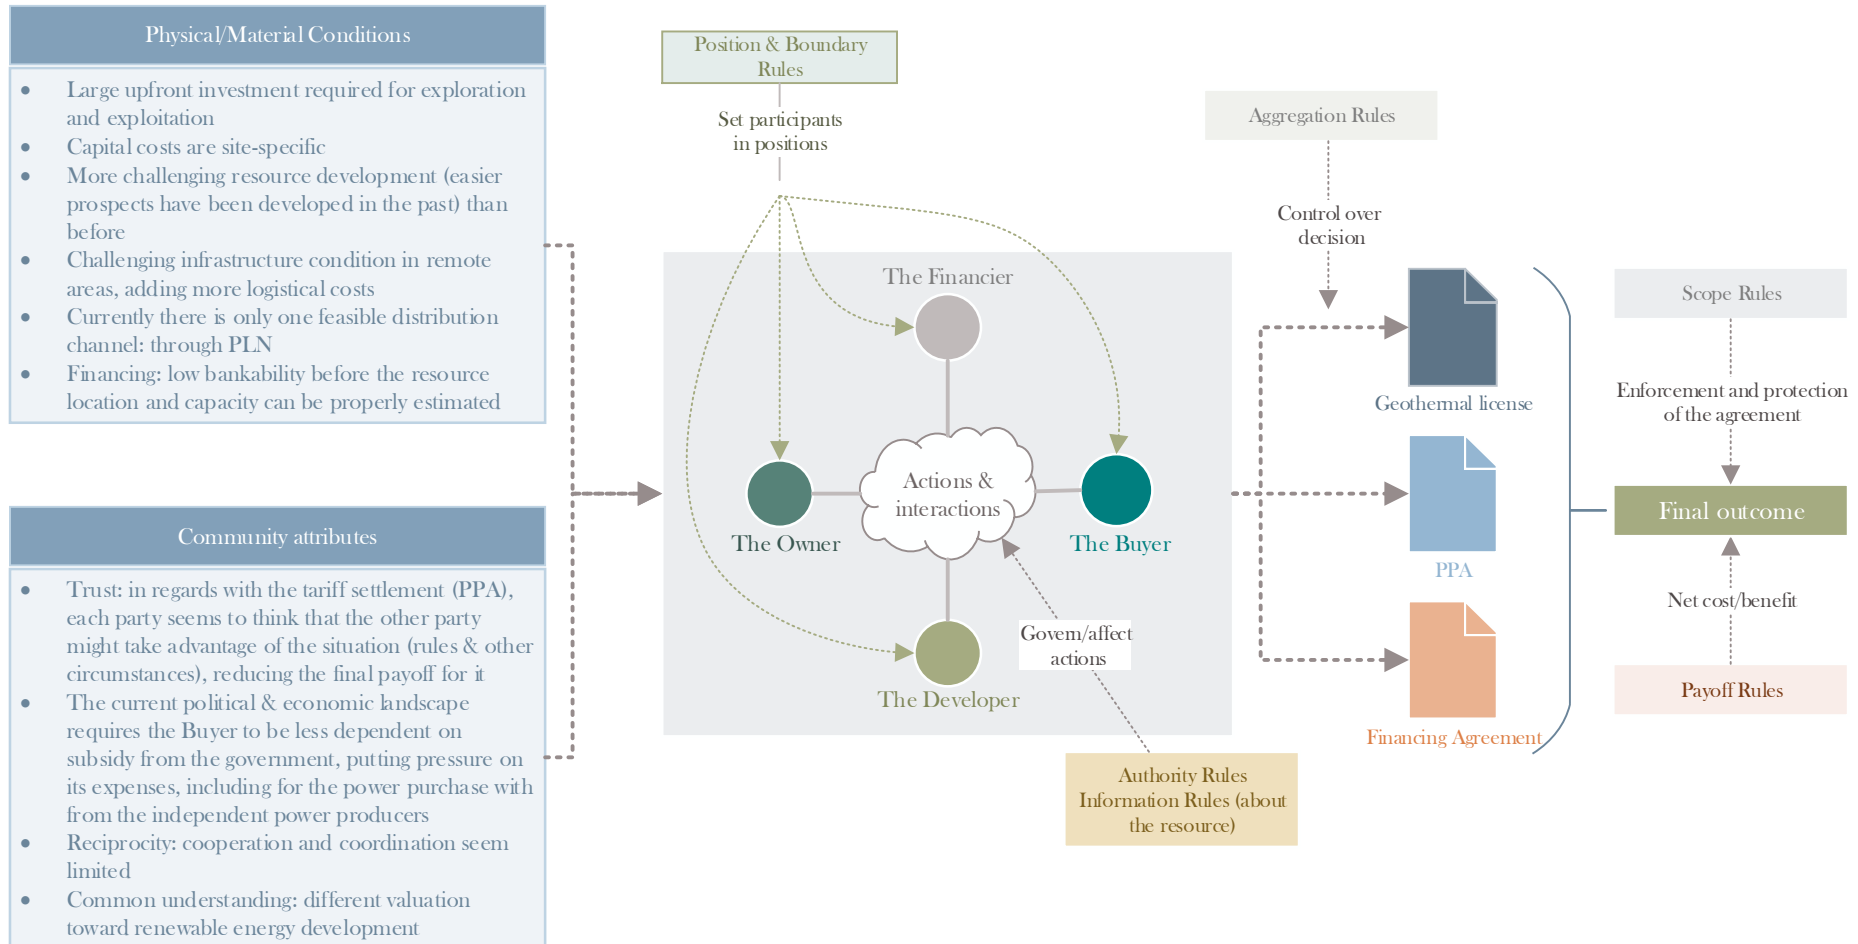 Physical/Material Conditions
• Large upfront investment required for exploration
and exploitation
• Capital costs are site-specific
• More challenging resource development (easier
prospects have been developed in the past) than
before
• Challenging infrastructure condition in remote
areas, adding more logistical costs
• Currently there is only one feasible distribution
channel: through PLN
• Financing: low bankability before the resource
location and capacity can be properly estimated
Community attributes
• Trust: in regards with the tariff settlement (PPA),
each party seems to think that the other party
might take advantage of the situation (rules & other
circumstances), reducing the final payoff for it
• The current political & economic landscape
requires the Buyer to be less dependent on
subsidy from the government, putting pressure on
its expenses, including for the power purchase with
from the independent power producers
• Reciprocity: cooperation and coordination seem
limited
• Common understanding: different valuation
toward renewable energy development
Position & Boundary
Rules
Set participants
in positions
The Financier
Actions &
interactions
The Owner
The Buyer
The Developer
Govern/affect
actions
Authority Rules
Information Rules (about
the resource)
Aggregation Rules
Control over
decision
Geothermal license
PPA
Financing Agreement
Scope Rules
Enforcement and protection
of the agreement
Final outcome
Net cost/benefit
Payoff Rules